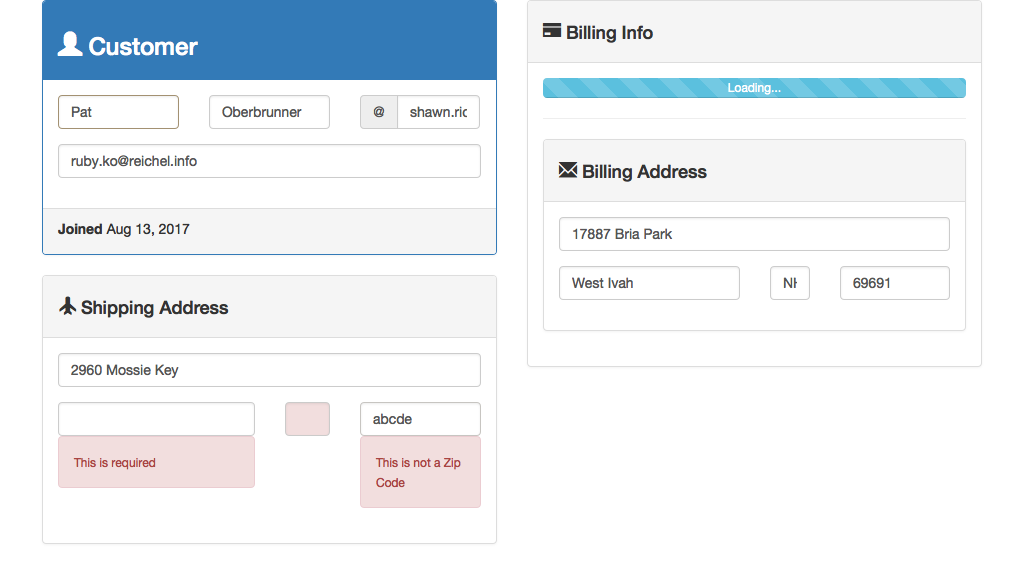 Customer
Pat
Oberbrunner
@ shawn.ric
ruby.ko@reichel.info
Joined Aug 13, 2017
Shipping Address
2960 Mossie Key
abcde
This is required
This is not a Zip
Code
Billing Info
Loading...
Billing Address
17887 Bria Park
West Ivah
69691